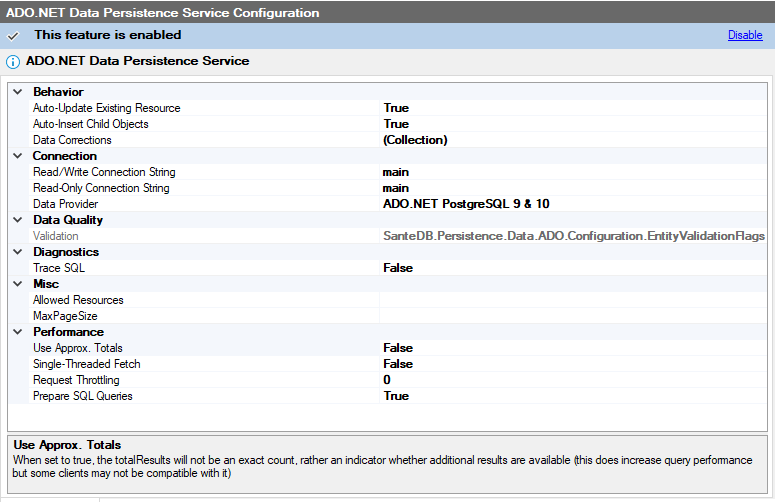 ADO.NET Data Persistence Service Configuration
This feature is enabled Disable
ADO.NET Data Persistence Service
Behavior
Auto-Update Existing Resource True
Auto-Insert Child Objects True
Data Corrections (Collection)
Connection
Read/Write Connection String main
Read-Only Connection String main
Data Provider ADO.NET PostgreSQL 9 & 10
Data Quality
Validation SanteDB.Persistence.Data.ADO.Configuration.EntityValidationFlags
Diagnostics
Trace SQL False
Misc
Allowed Resources
MaxPageSize
Performance
Use Approx. Totals False
Single-Threaded Fetch False
Request Throttling 0
Prepare SQL Queries True
Use Approx. Totals
When set to true, the totalResults will not be an exact count, rather an indicator whether additional results are available (this does increase query performance
but some clients may not be compatible with it)